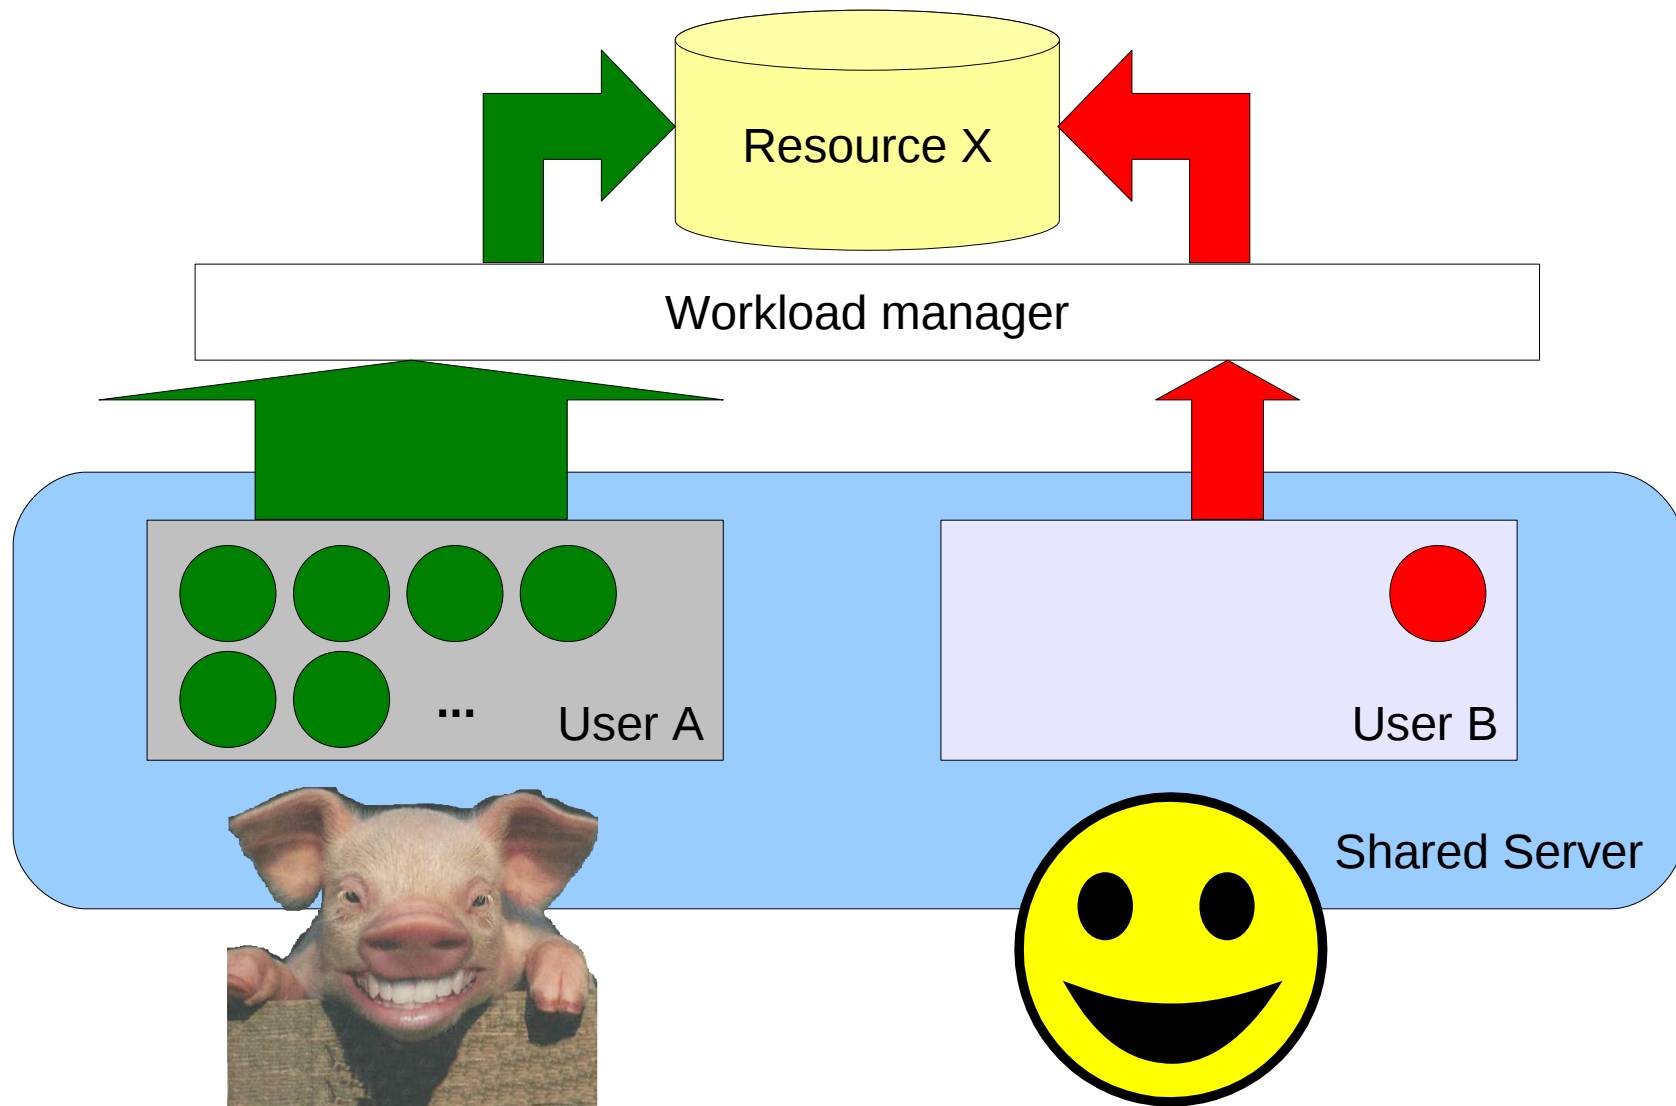 Resource X
Workload manager
...
User A
User B
Shared Server